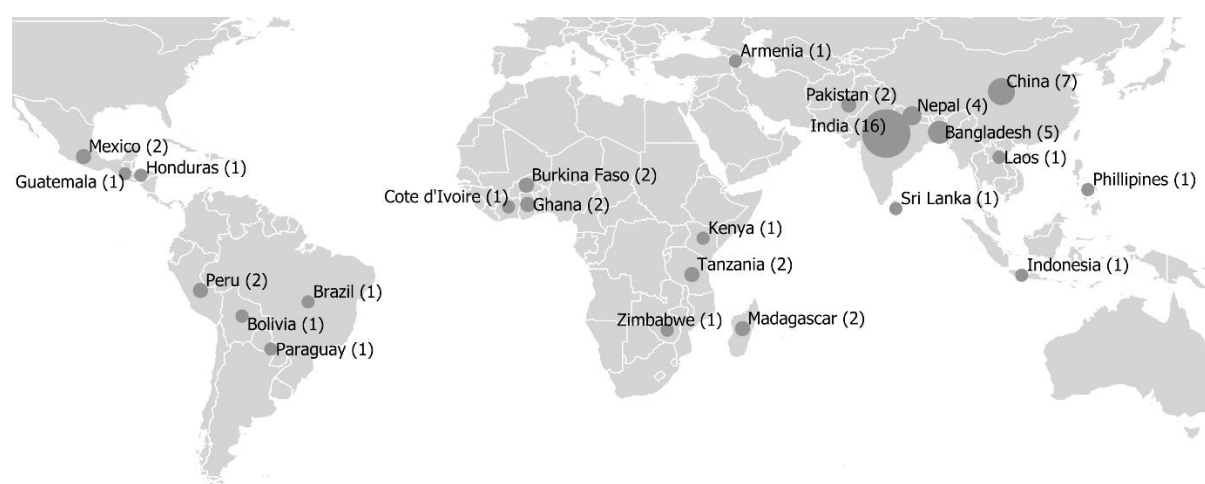 Armenia (1)
China (7)
Pakistan (2)
Nepal (4)
India (16)
Bangladesh (5)
Mexico (2)
Honduras (1)
Guatemala (1)
Laos (1)
Burkina Faso (2)
Phillipines (1)
Cote d'Ivoire (1)
Ghana (2)
Sri Lanka (1)
Kenya (1)
Tanzania (2)
Indonesia (1)
Peru (2)
Brazil (1)
Bolivia (1)
Zimbabwe (1)
Madagascar (2)
Paraguay (1)